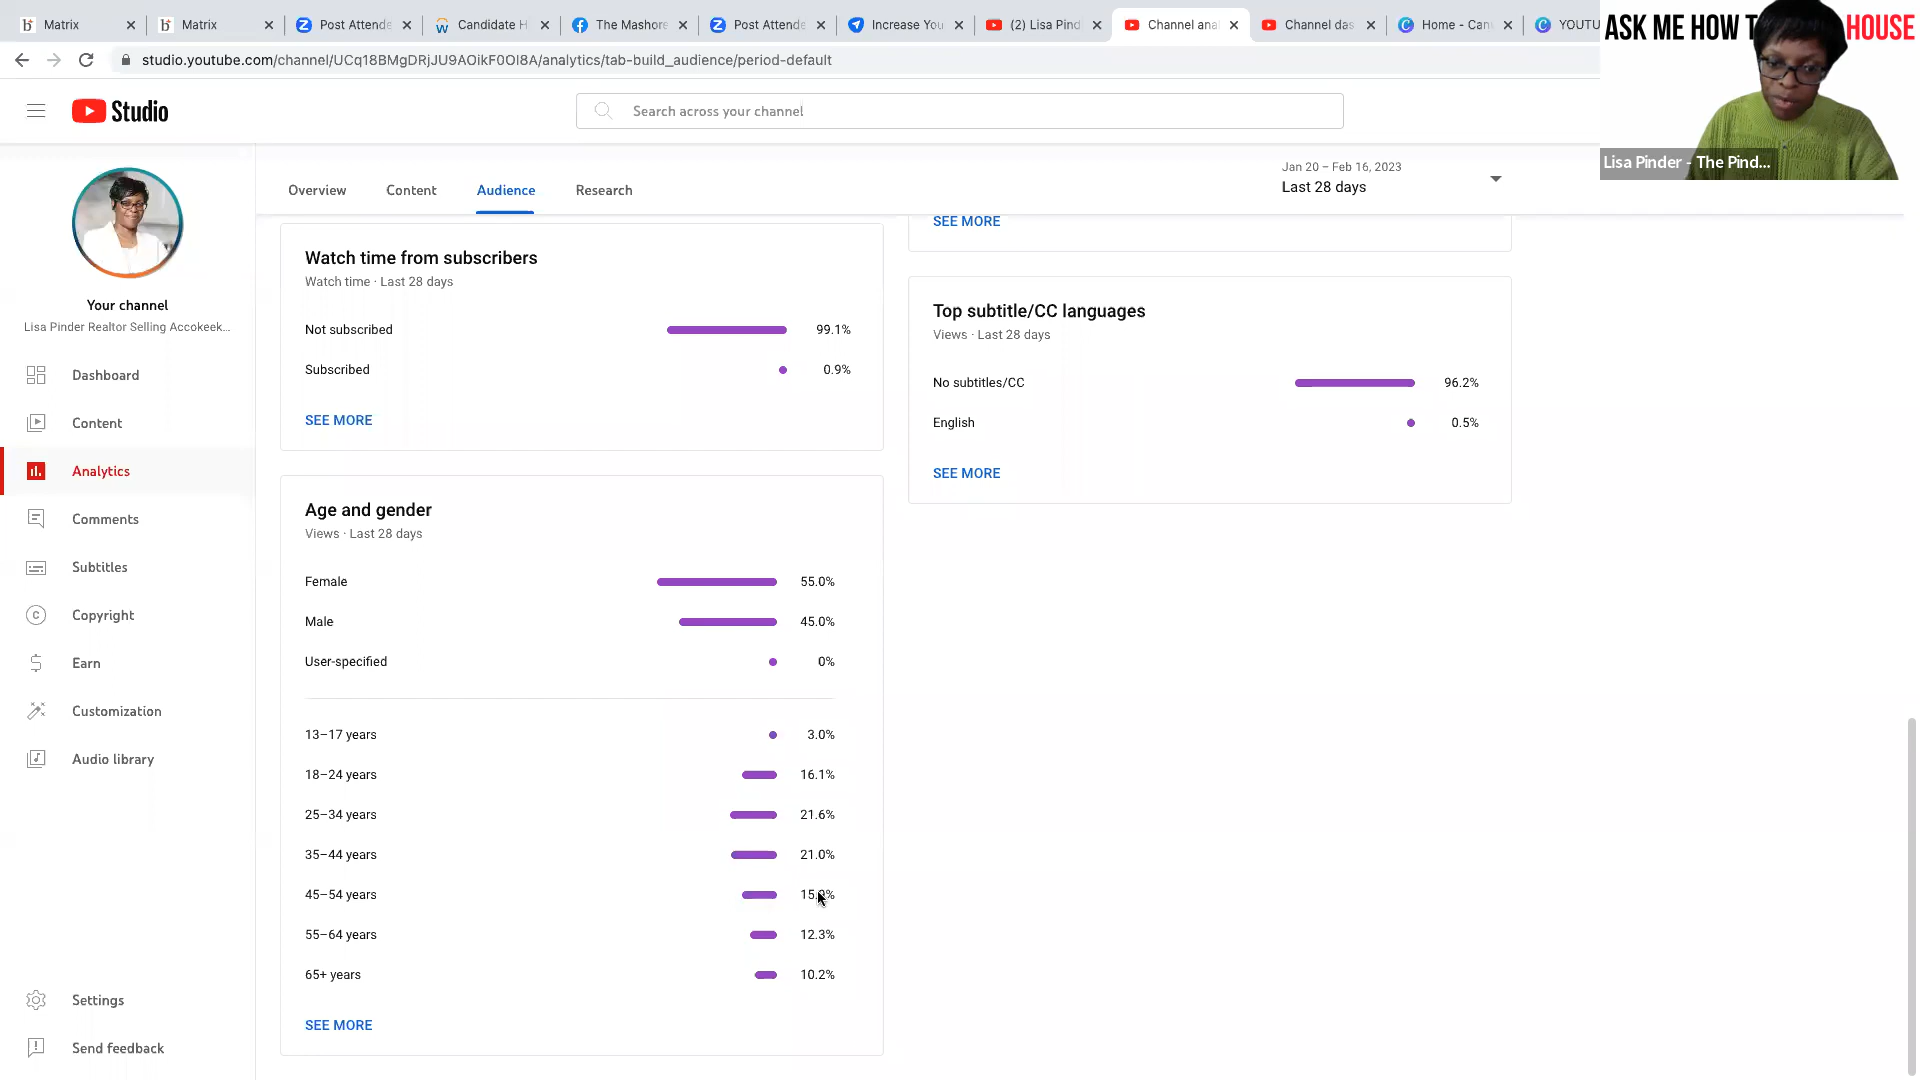 Matrix
Matrix
Post Attende
Candidate H
The Mashore
Post Attende
Increase You
(2) Lisa Pind
Channel anal
Channel das
Home - Can
YOUTU
ASK ME HOW T HOUSE
studio.youtube.com/channel/UCq18BMgDRjJU9AOikF0OI8A/analytics/tab-build_audience/period-default
Studio
Search across your channel
Lisa Pinder - The Pind...
Your channel
Lisa Pinder Realtor Selling Accokeek...
Dashboard
Content
Analytics
Comments
Subtitles
Copyright
Earn
Customization
Audio library
Settings
Send feedback
Overview
Content
Audience
Research
Jan 20 – Feb 16, 2023
Last 28 days
Watch time from subscribers
Watch time · Last 28 days
Not subscribed 99.1%
Subscribed 0.9%
SEE MORE
Age and gender
Views · Last 28 days
Female 55.0%
Male 45.0%
User-specified 0%
13–17 years 3.0%
18–24 years 16.1%
25–34 years 21.6%
35–44 years 21.0%
45–54 years
55–64 years 12.3%
65+ years 10.2%
SEE MORE
SEE MORE
Top subtitle/CC languages
Views · Last 28 days
No subtitles/CC 96.2%
English 0.5%
SEE MORE